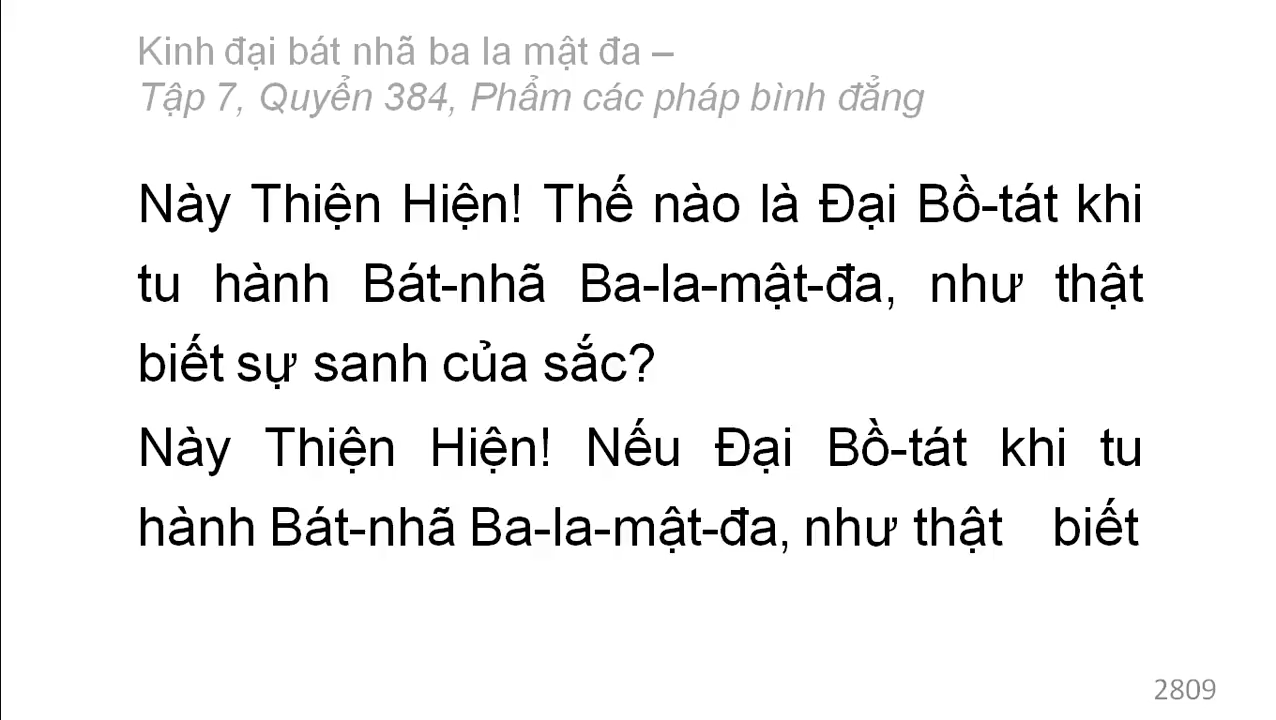 Kinh đại bát nhã ba la mật đa –
Tập 7, Quyển 384, Phẩm các pháp bình đẳng
Này Thiện Hiện! Thế nào là Đại Bồ-tát khi
tu hành Bát-nhã Ba-la-mật-đa, như thật
biết sự sanh của sắc?
Này Thiện Hiện! Nếu Đại Bồ-tát khi tu
hành Bát-nhã Ba-la-mật-đa, như thật biết
2809